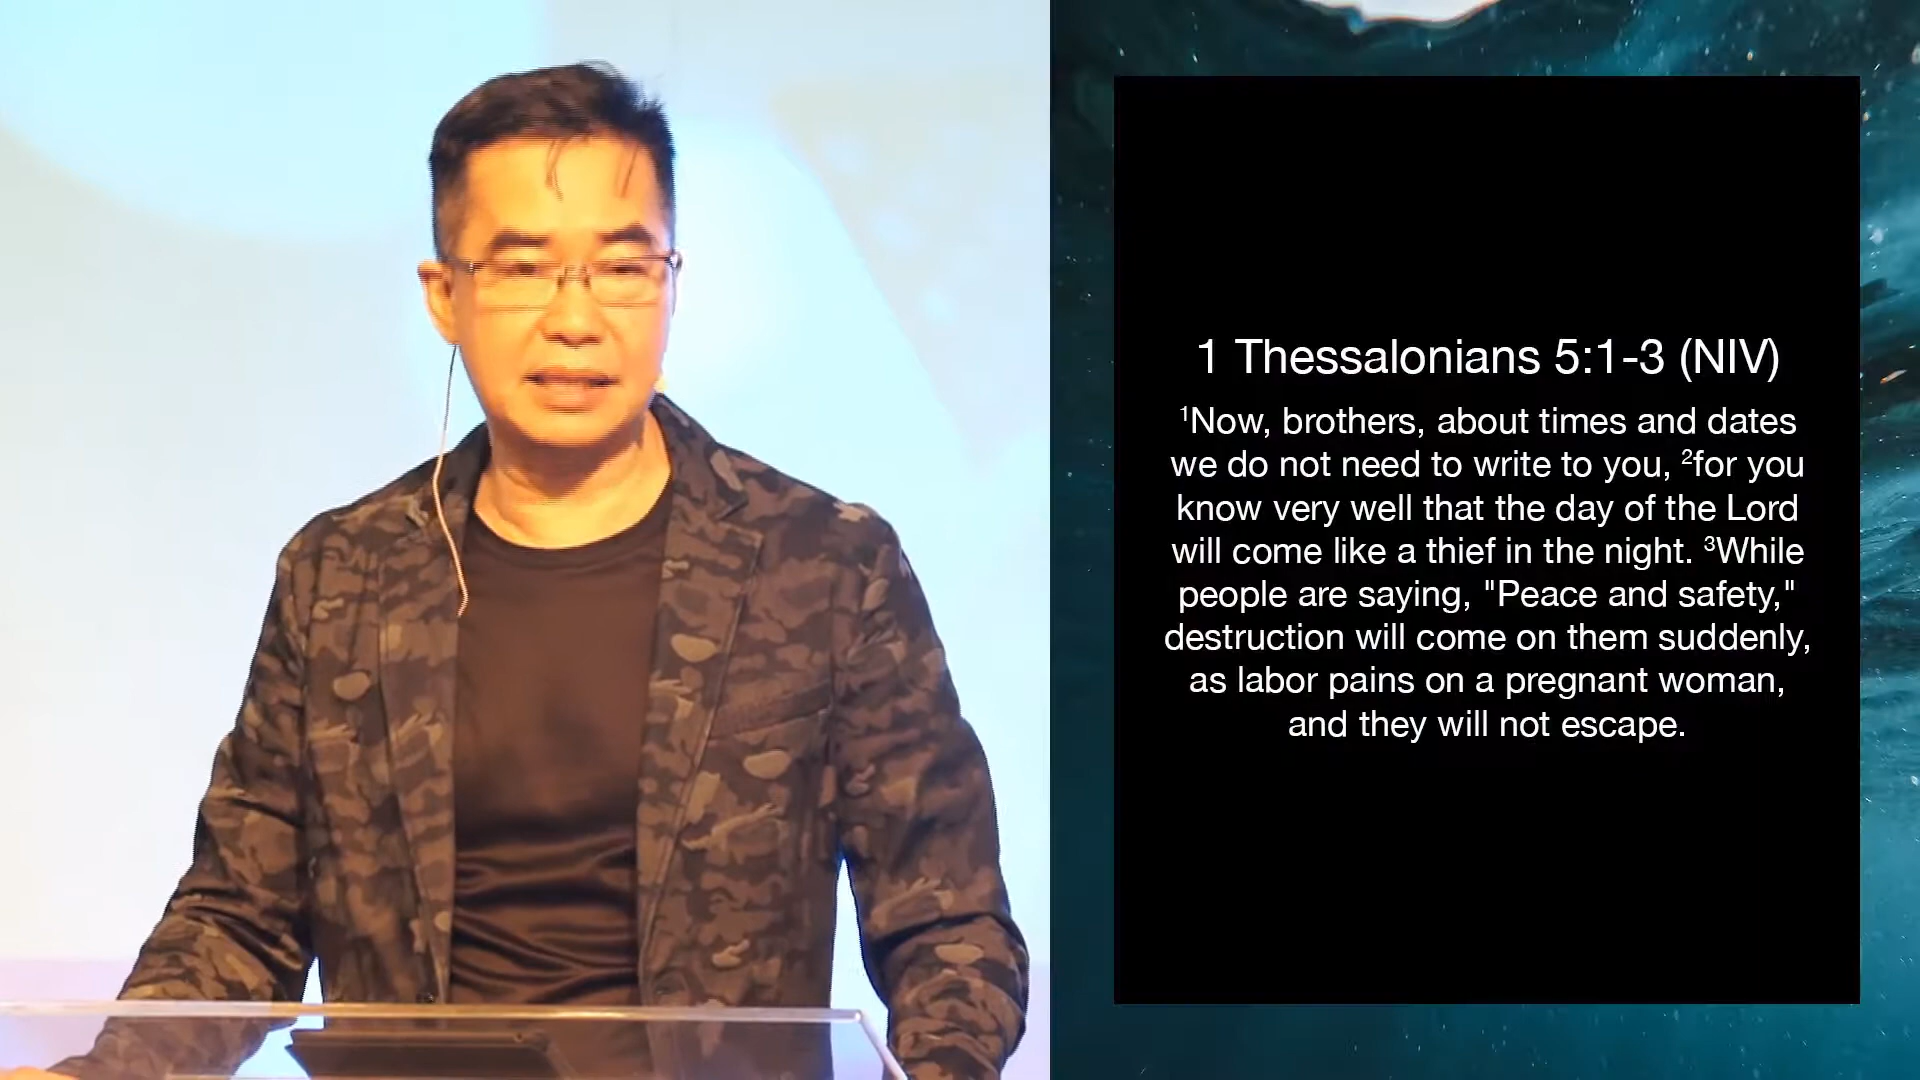 1 Thessalonians 5:1-3 (NIV)
¹Now, brothers, about times and dates
we do not need to write to you, ²for you
know very well that the day of the Lord
will come like a thief in the night. ³While
people are saying, "Peace and safety,"
destruction will come on them suddenly,
as labor pains on a pregnant woman,
and they will not escape.